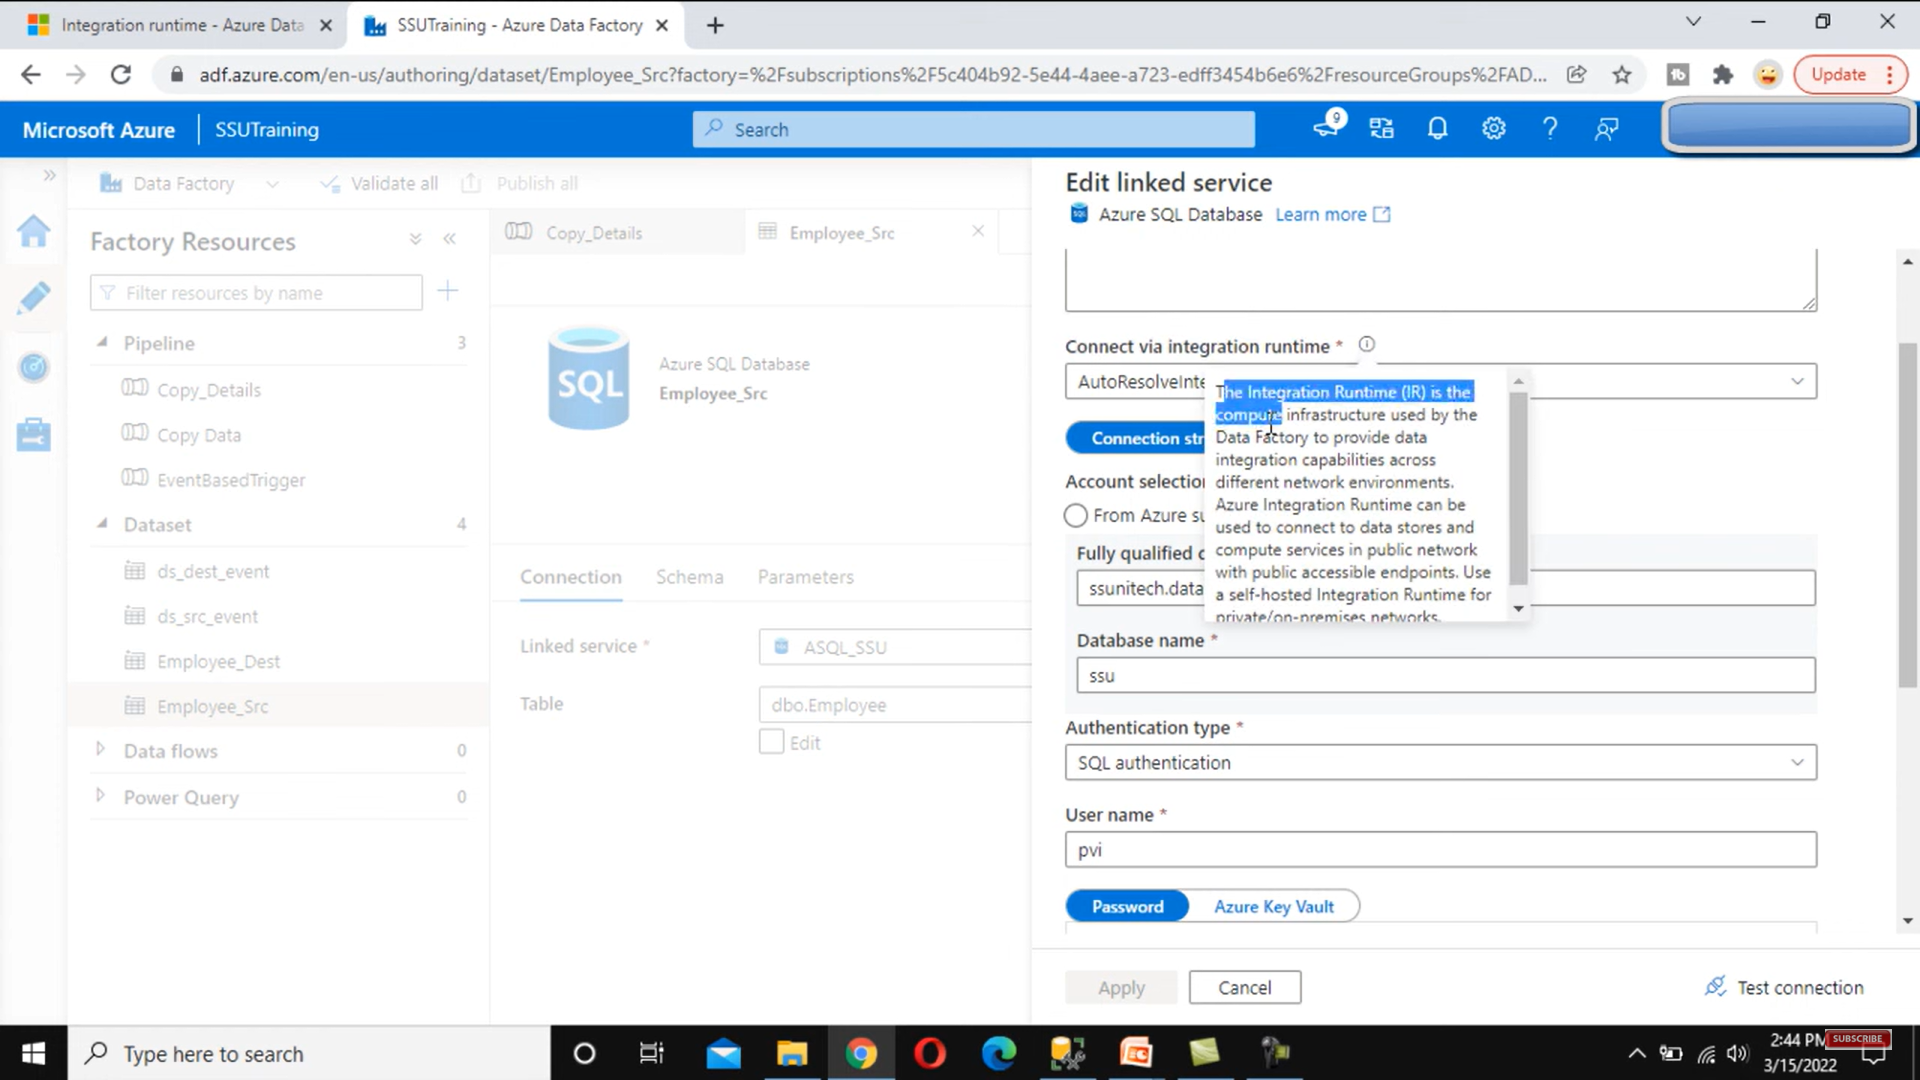 Integration runtime - Azure Data
SSUTraining - Azure Data Factory
adf.azure.com/en-us/authoring/dataset/Employee_Src?factory=%2Fsubscriptions%2F5c404b92-5e44-4aee-a723-edff3454b6e6%2FresourceGroups%2FAD...
Update
Microsoft Azure
SSUTraining
Search
9
Data Factory
Validate all
Publish all
Edit linked service
Azure SQL Database
Learn more
Factory Resources
Copy_Details
Employee_Src
Filter resources by name
Pipeline 3
Copy_Details
Copy Data
EventBasedTrigger
Dataset 4
ds_dest_event
ds_src_event
Employee_Dest
Employee_Src
Data flows 0
Power Query 0
SQL
Azure SQL Database
Employee_Src
Connection
Schema
Parameters
Linked service *
ASQL_SSU
Table
dbo.Employee
Edit
Connect via integration runtime *
AutoResolveInte
The Integration Runtime (IR) is the
compute infrastructure used by the
Data Factory to provide data
integration capabilities across
different network environments.
Azure Integration Runtime can be
used to connect to data stores and
compute services in public network
with public accessible endpoints. Use
a self-hosted Integration Runtime for
private/on-premises networks.
Connection str
Account selection
From Azure su
Fully qualified d
ssunitech.data
Database name *
ssu
Authentication type *
SQL authentication
User name *
pvi
Password
Azure Key Vault
Apply
Cancel
Test connection
Type here to search
2:44 PM
3/15/2022
SUBSCRIBE